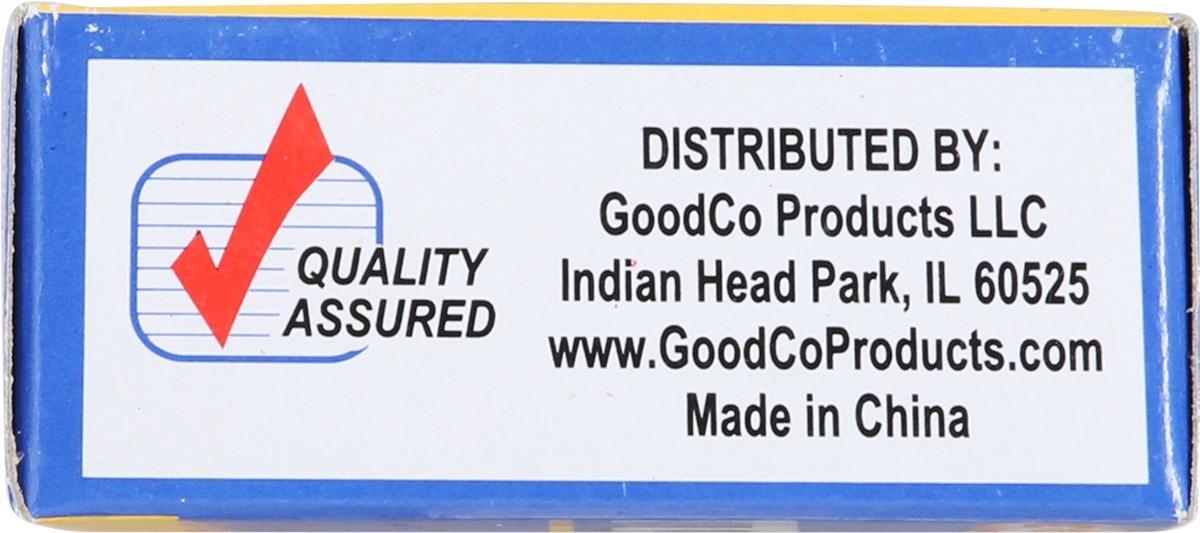 QUALITY
ASSURED
DISTRIBUTED BY:
GoodCo Products LLC
Indian Head Park, IL 60525
www.GoodCoProducts.com
Made in China